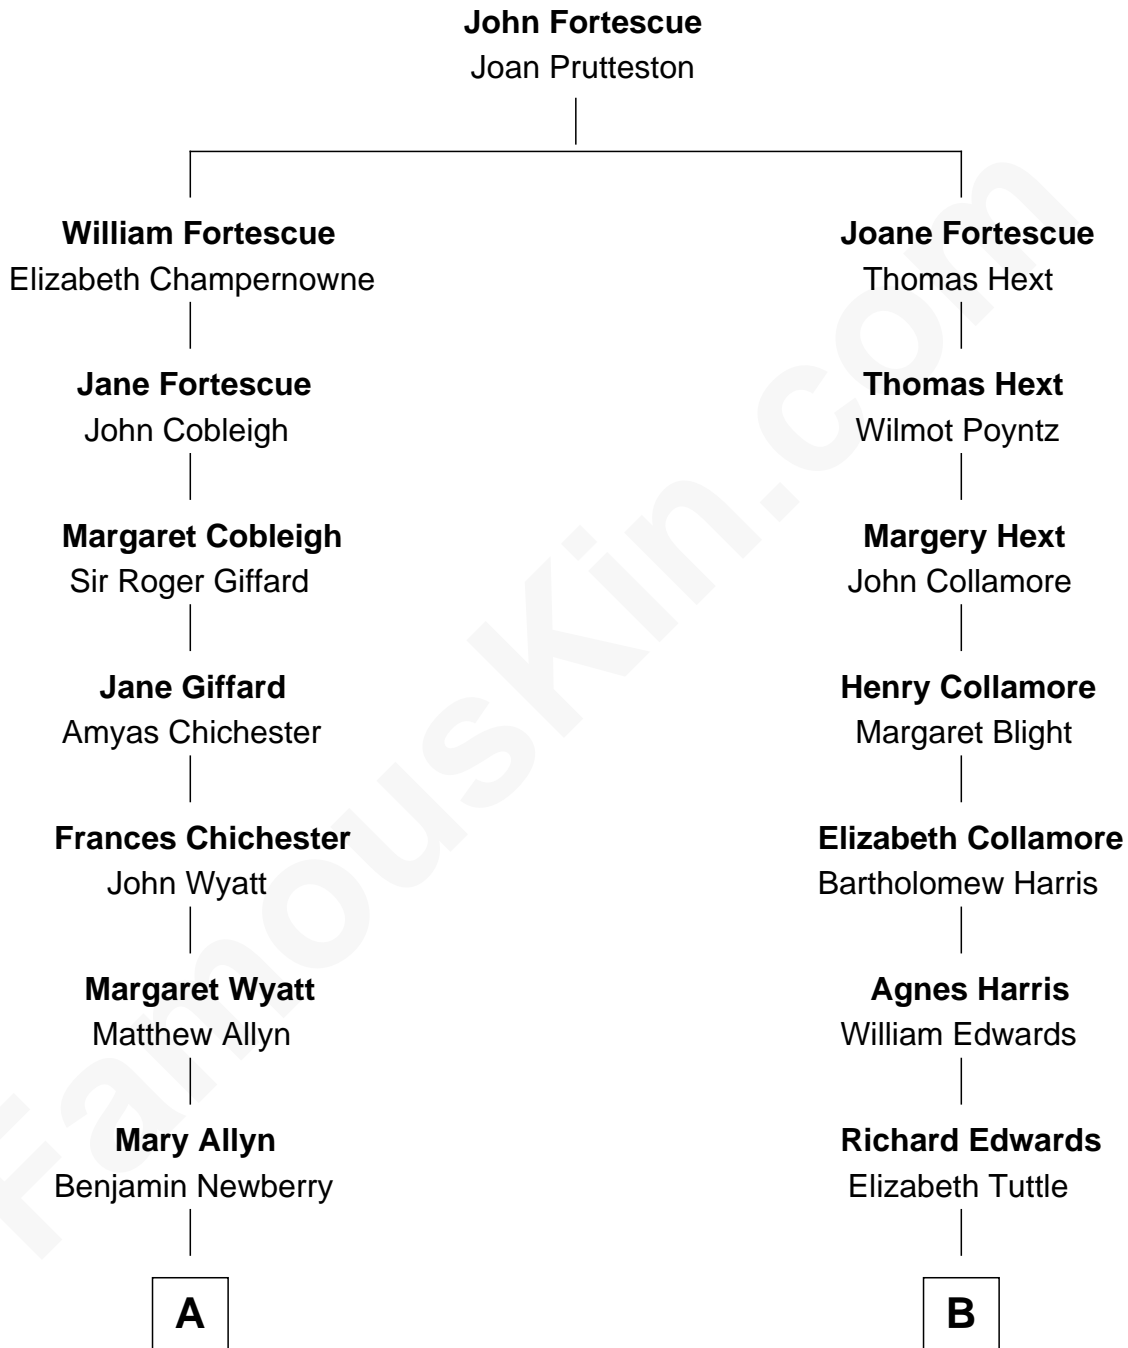 John Fortescue
Joan Prutteston
William Fortescue
Elizabeth Champernowne
Jane Fortescue
John Cobleigh
Margaret Cobleigh
Sir Roger Giffard
Jane Giffard
Amyas Chichester
Frances Chichester
John Wyatt
Margaret Wyatt
Matthew Allyn
Mary Allyn
Benjamin Newberry
A
Joane Fortescue
Thomas Hext
Thomas Hext
Wilmot Poyntz
Margery Hext
John Collamore
Henry Collamore
Margaret Blight
Elizabeth Collamore
Bartholomew Harris
Agnes Harris
William Edwards
Richard Edwards
Elizabeth Tuttle
B
FamousKin.com